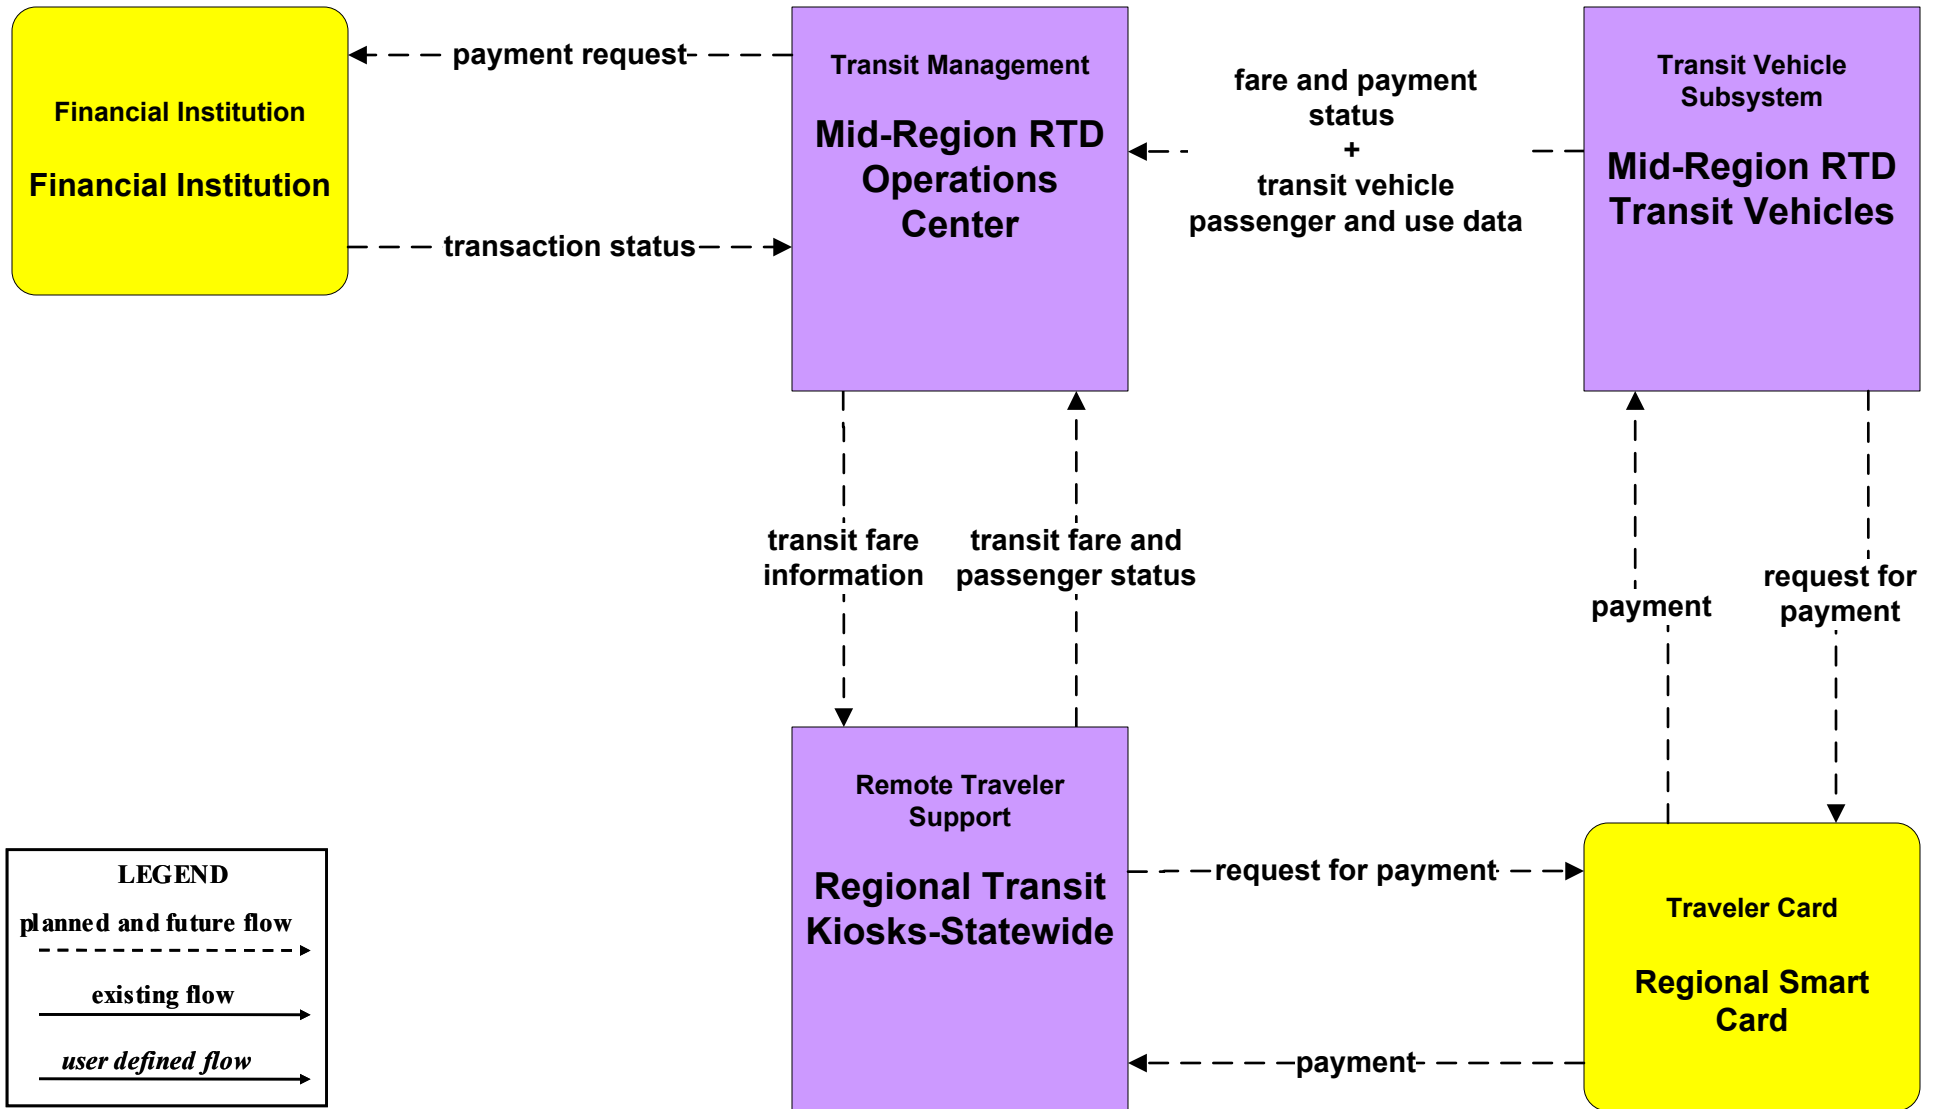 Financial Institution
Financial Institution
payment request
transaction status
Transit Management
Mid-Region RTD
Operations
Center
fare and payment
status
+
transit vehicle
passenger and use data
Transit Vehicle
Subsystem
Mid-Region RTD
Transit Vehicles
transit fare
information
transit fare and
passenger status
payment
request for
payment
Remote Traveler
Support
Regional Transit
Kiosks-Statewide
request for payment
payment
Traveler Card
Regional Smart
Card
LEGEND
planned and future flow
existing flow
user defined flow